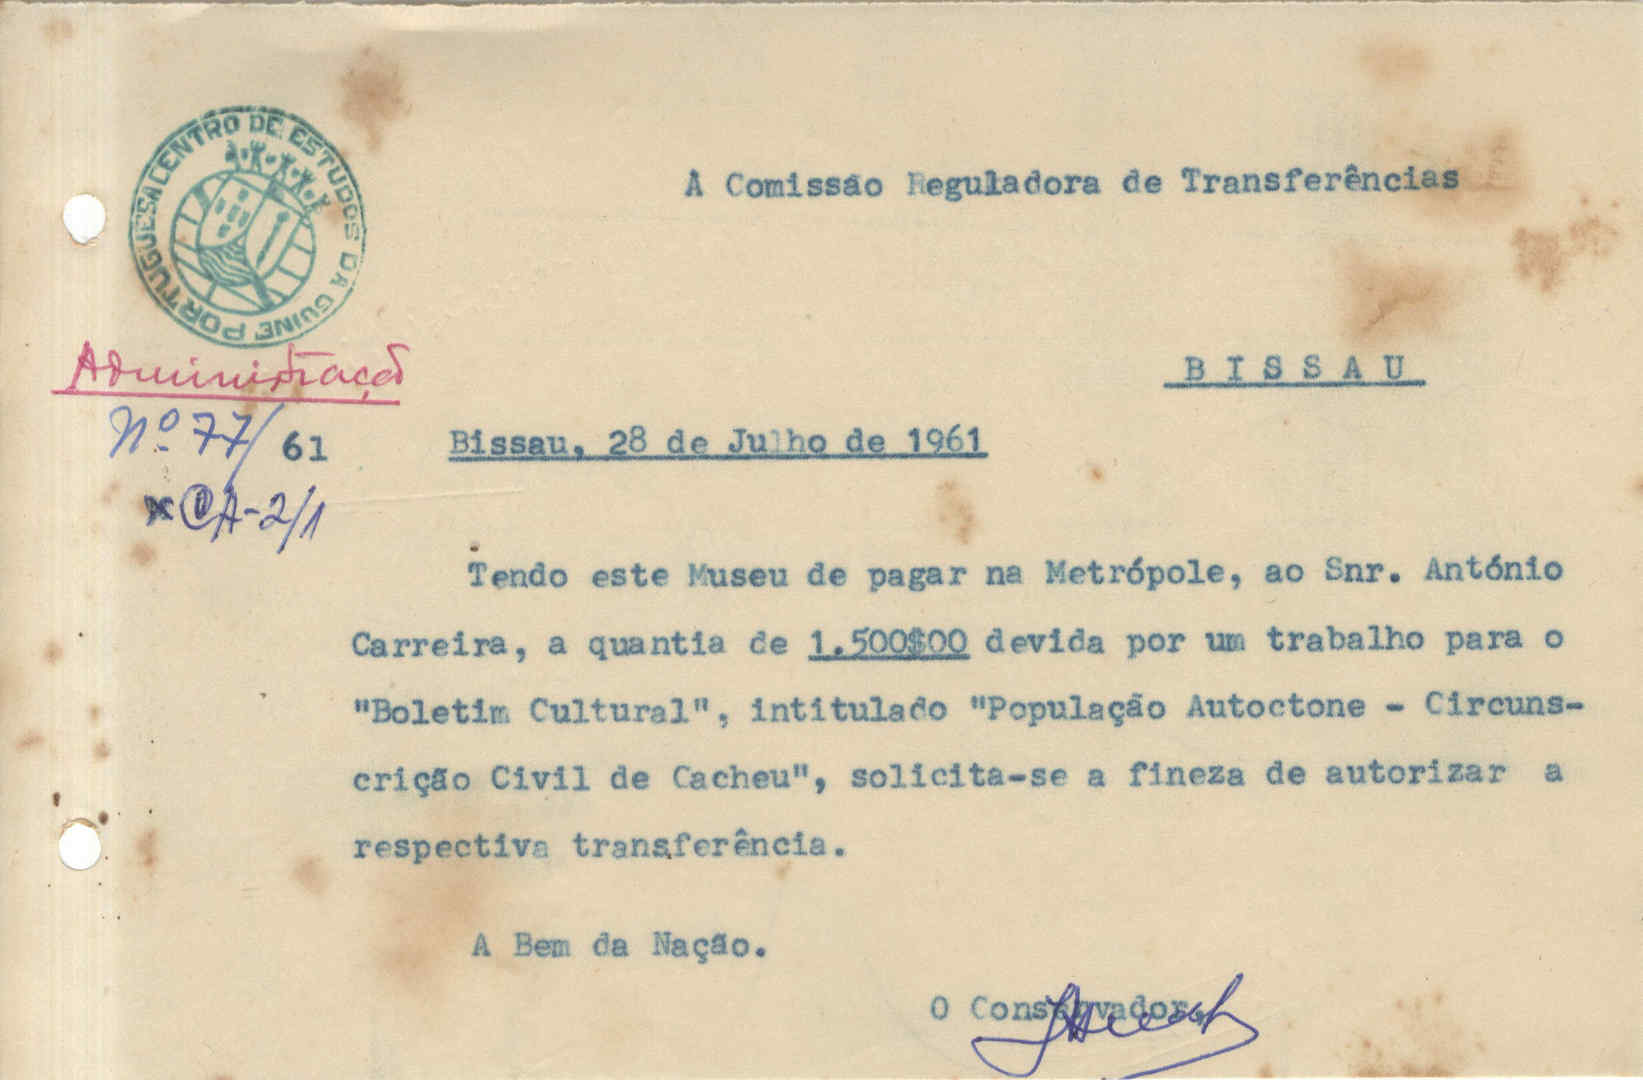 CENTRO DE ESTUDOS DA GUINÉ PORTUGUESA
À Comissão Reguladora de Transferências
Administração
BISSAU
Nº 77/61
Bissau, 28 de Julho de 1961
A-2/1
Tendo este Museu de pagar na Metrópole, ao Snr. António
Carreira, a quantia de 1.500$00 devida por um trabalho para o
"Boletim Cultural", intitulado "População Autoctone - Circuns-
crição Civil de Cacheu", solicita-se a fineza de autorizar a
respectiva transferência.
A Bem da Nação.
O Conservador,